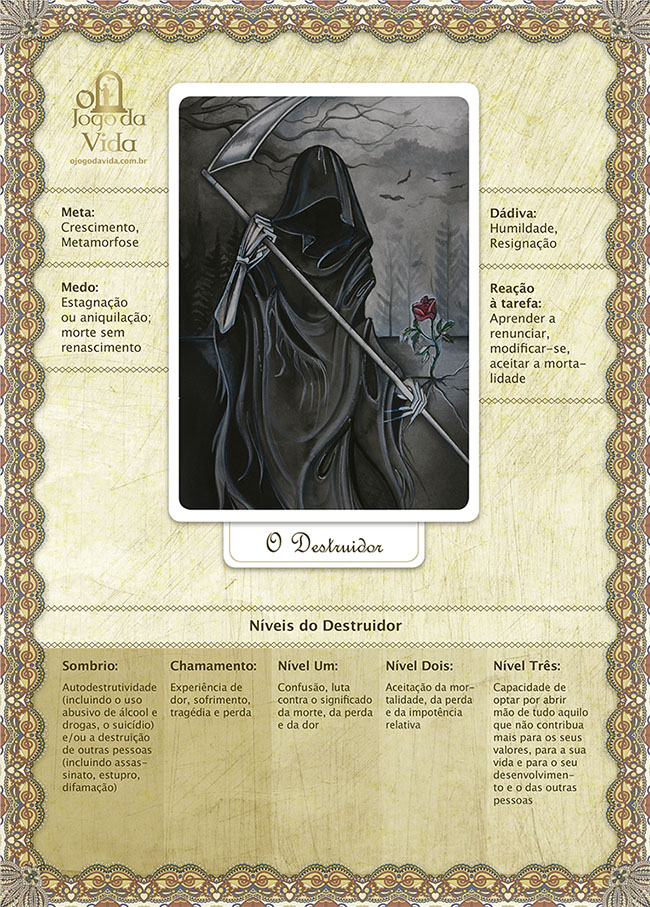 O
Jogo da
Vida
ojogodavida.com.br
Meta:
Crescimento,
Metamorfose
Medo:
Estagnação
ou aniquilação;
morte sem
renascimento
Dádiva:
Humildade,
Resignação
Reação
à tarefa:
Aprender a
renunciar,
modificar-se,
aceitar a morta-
lidade
O Destruidor
Níveis do Destruidor
Sombrio:
Autodestrutividade
(incluindo o uso
abusivo de álcool e
drogas, o suicídio)
e/ou a destruição
de outras pessoas
(incluindo assas-
sinato, estupro,
difamação)
Chamamento:
Experiência de
dor, sofrimento,
tragédia e perda
Nível Um:
Confusão, luta
contra o significado
da morte, da perda
e da dor
Nível Dois:
Aceitação da mor-
talidade, da perda
e da impotência
relativa
Nível Três:
Capacidade de
optar por abrir
mão de tudo aquilo
que não contribua
mais para os seus
valores, para a sua
vida e para o seu
desenvolvimen-
to e o das outras
pessoas